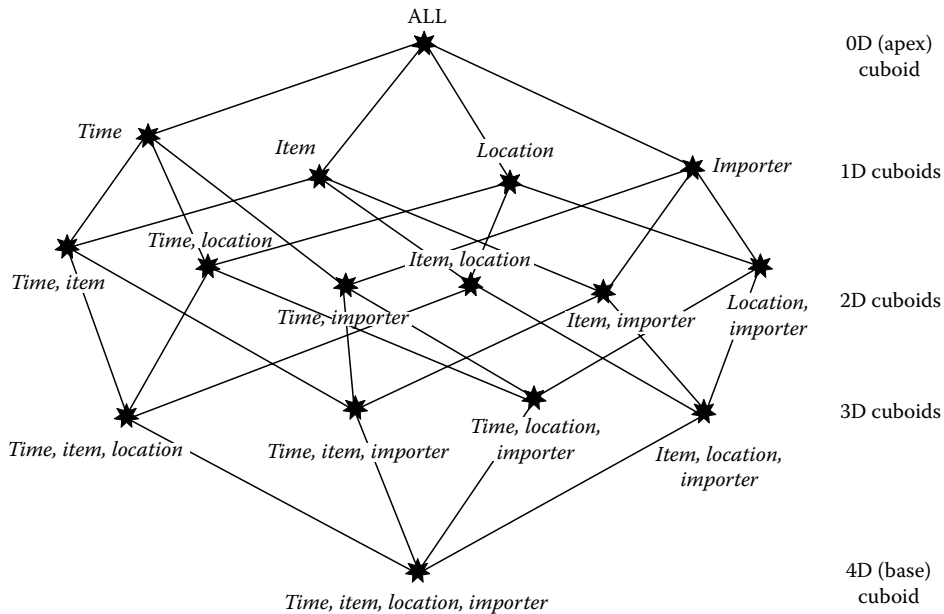 ALL
0D (apex)
cuboid
Time
Item
Location
Importer
1D cuboids
Time, location
Item, location
Time, item
Time, importer
Item, importer
Location,
importer
2D cuboids
3D cuboids
Time, item, location
Time, item, importer
Time, location,
importer
Item, location,
importer
4D (base)
cuboid
Time, item, location, importer